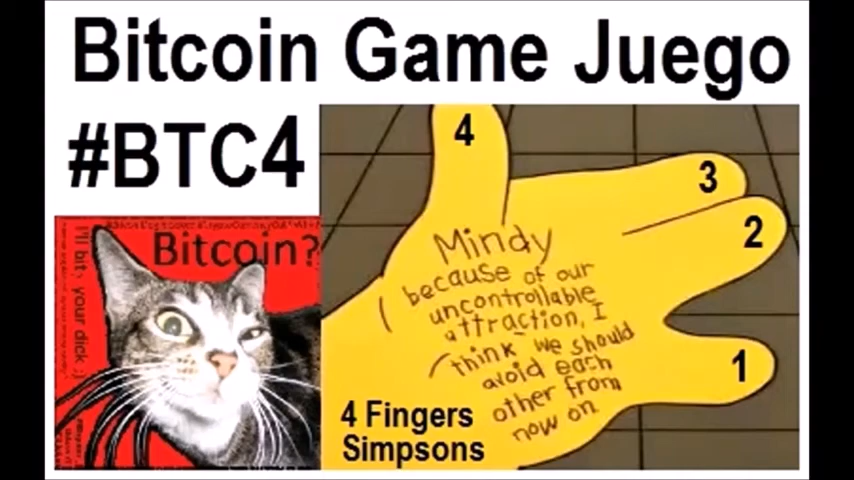 Bitcoin Game Juego
#BTC4
4
3
2
1
Mindy
because of our
uncontrollable
attraction, I
think we should
avoid each
other from
now on
4 Fingers
Simpsons
Bitcoin?
I'll bit, your dick :)